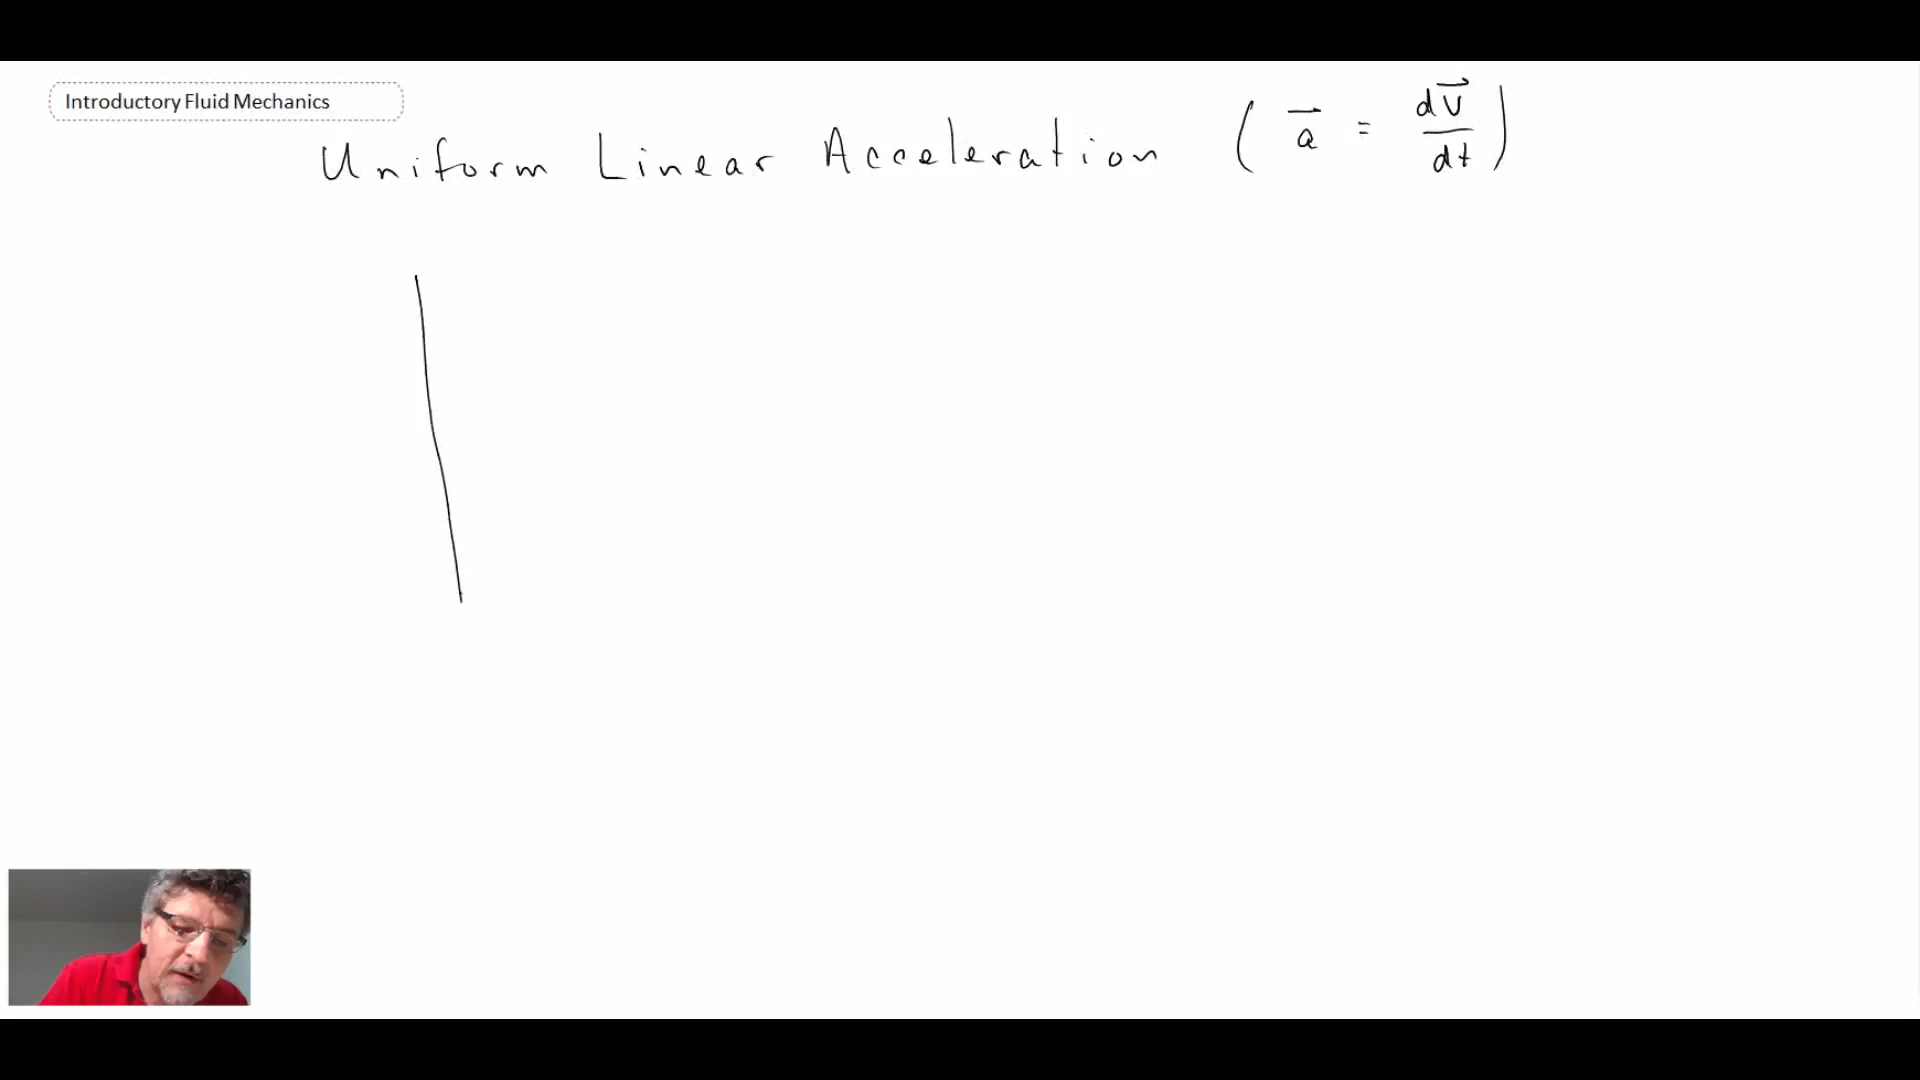 Introductory Fluid Mechanics
Uniform Linear Acceleration ( a⃗ = dv⃗/dt )